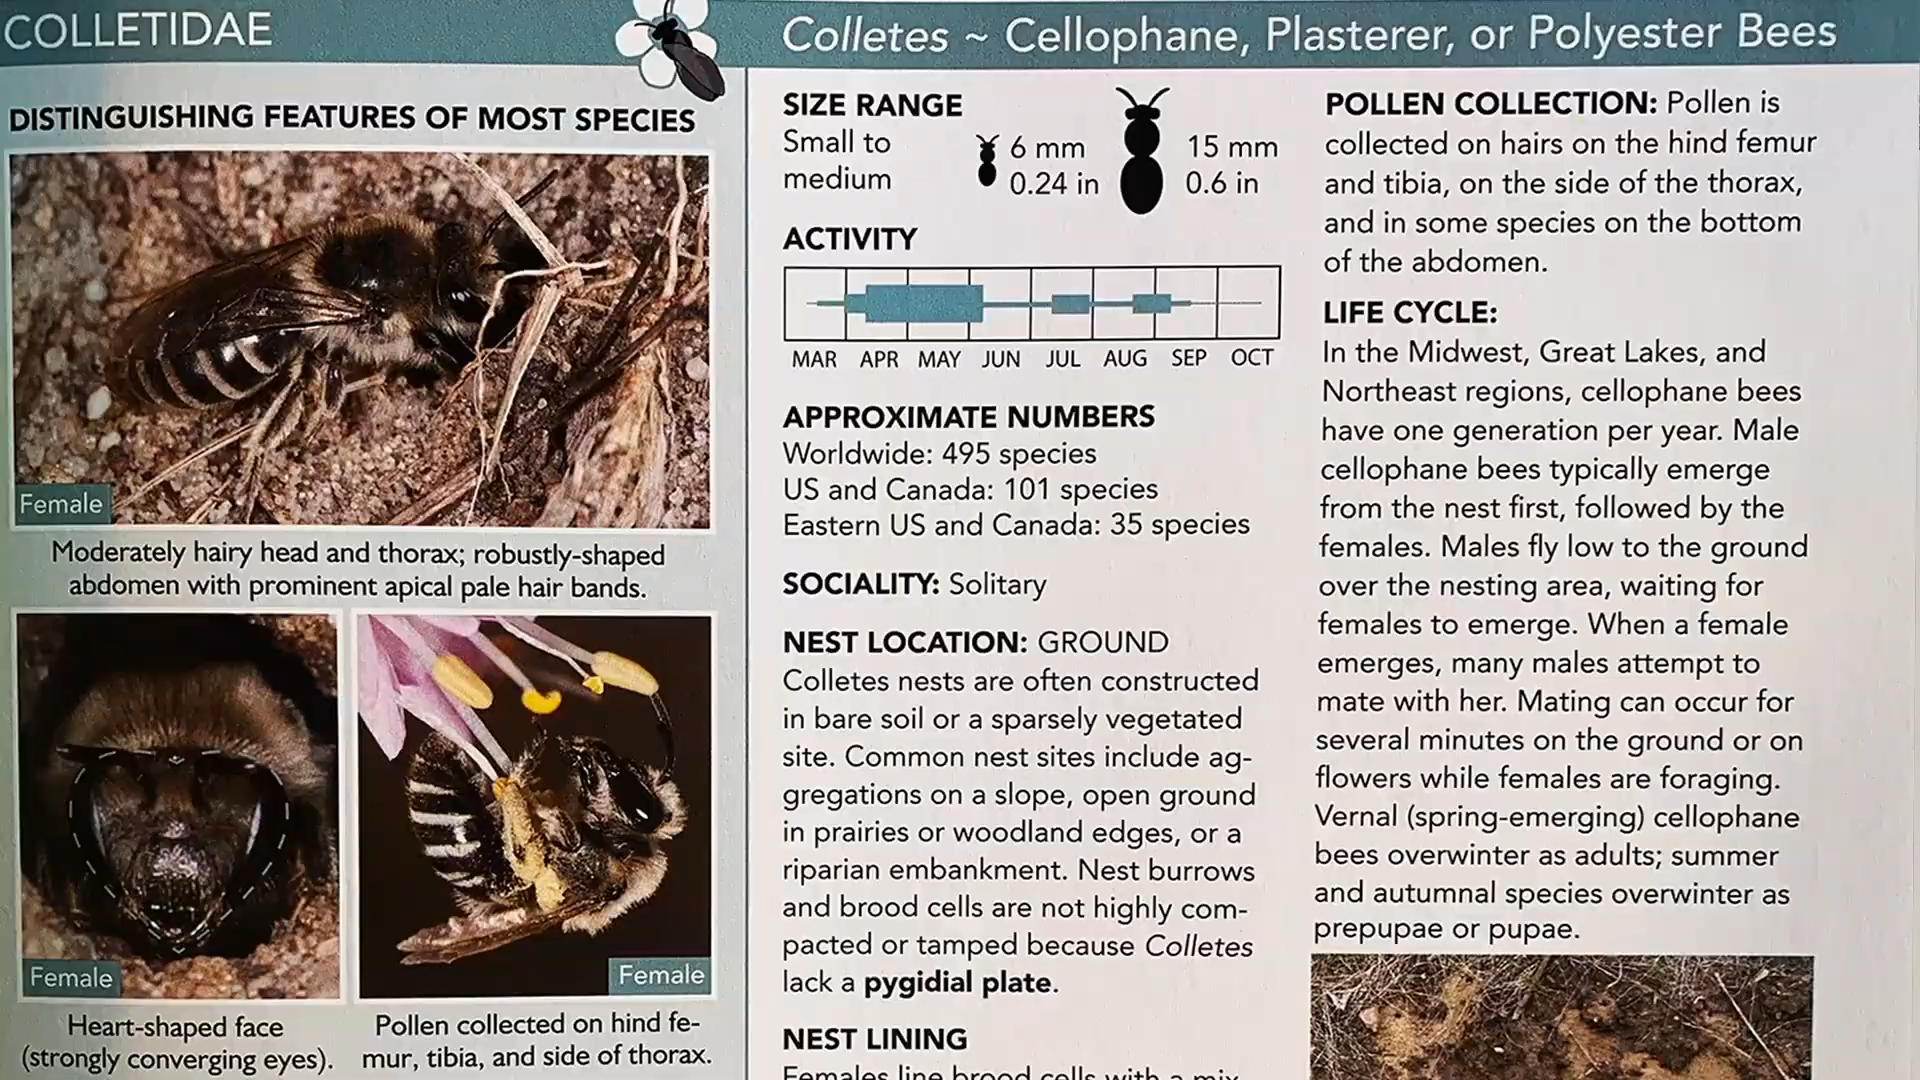 COLLETIDAE
Colletes ~ Cellophane, Plasterer, or Polyester Bees
DISTINGUISHING FEATURES OF MOST SPECIES
Female
Moderately hairy head and thorax; robustly-shaped
abdomen with prominent apical pale hair bands.
Female
Heart-shaped face
(strongly converging eyes).
Female
Pollen collected on hind fe-
mur, tibia, and side of thorax.
SIZE RANGE
Small to
medium
6 mm
0.24 in
15 mm
0.6 in
ACTIVITY
MAR APR MAY JUN JUL AUG SEP OCT
APPROXIMATE NUMBERS
Worldwide: 495 species
US and Canada: 101 species
Eastern US and Canada: 35 species
SOCIALITY: Solitary
NEST LOCATION: GROUND
Colletes nests are often constructed
in bare soil or a sparsely vegetated
site. Common nest sites include ag-
gregations on a slope, open ground
in prairies or woodland edges, or a
riparian embankment. Nest burrows
and brood cells are not highly com-
pacted or tamped because Colletes
lack a pygidial plate.
NEST LINING
Females line brood cells with a mix-
POLLEN COLLECTION: Pollen is
collected on hairs on the hind femur
and tibia, on the side of the thorax,
and in some species on the bottom
of the abdomen.
LIFE CYCLE:
In the Midwest, Great Lakes, and
Northeast regions, cellophane bees
have one generation per year. Male
cellophane bees typically emerge
from the nest first, followed by the
females. Males fly low to the ground
over the nesting area, waiting for
females to emerge. When a female
emerges, many males attempt to
mate with her. Mating can occur for
several minutes on the ground or on
flowers while females are foraging.
Vernal (spring-emerging) cellophane
bees overwinter as adults; summer
and autumnal species overwinter as
prepupae or pupae.